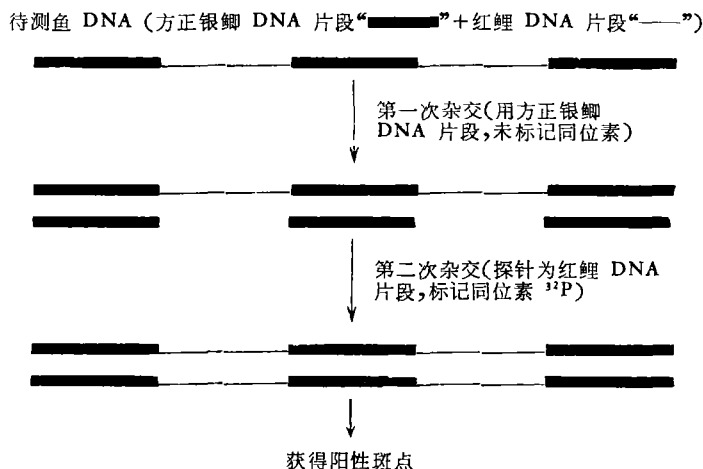 待测鱼 DNA (方正银鲫 DNA 片段“▬”+红鲤 DNA 片段“——”)
第一次杂交(用方正银鲫
DNA 片段,未标记同位素)
第二次杂交(探针为红鲤 DNA
片段,标记同位素 ³²P)
获得阳性斑点